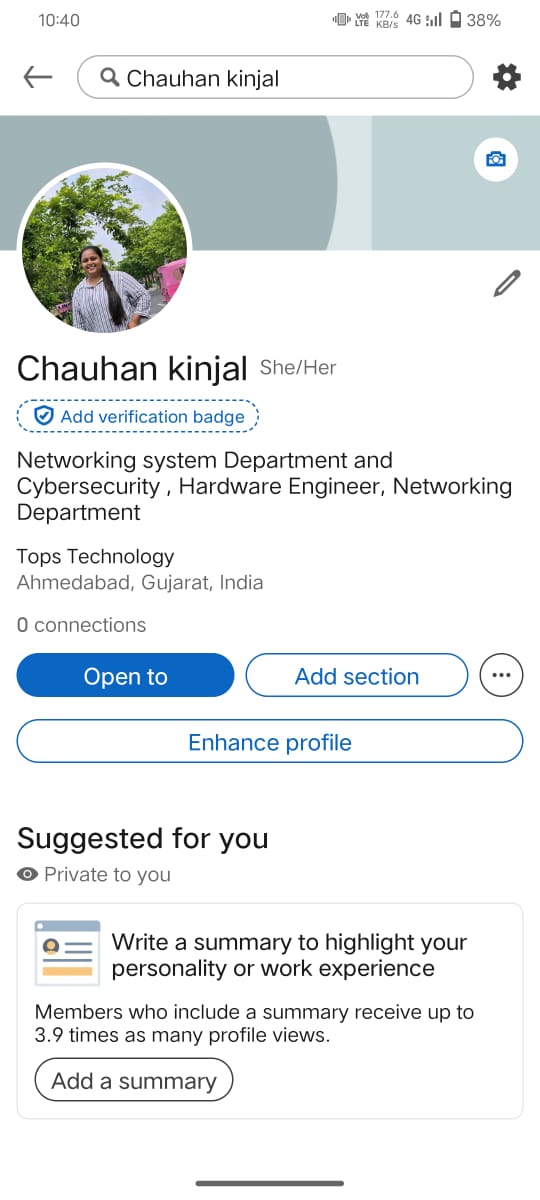 10:40
Vo)) LTE 177.6 KB/s 4G 38%
Chauhan kinjal
Chauhan kinjal She/Her
Add verification badge
Networking system Department and
Cybersecurity , Hardware Engineer, Networking
Department
Tops Technology
Ahmedabad, Gujarat, India
0 connections
Open to
Add section
Enhance profile
Suggested for you
Private to you
Write a summary to highlight your
personality or work experience
Members who include a summary receive up to
3.9 times as many profile views.
Add a summary